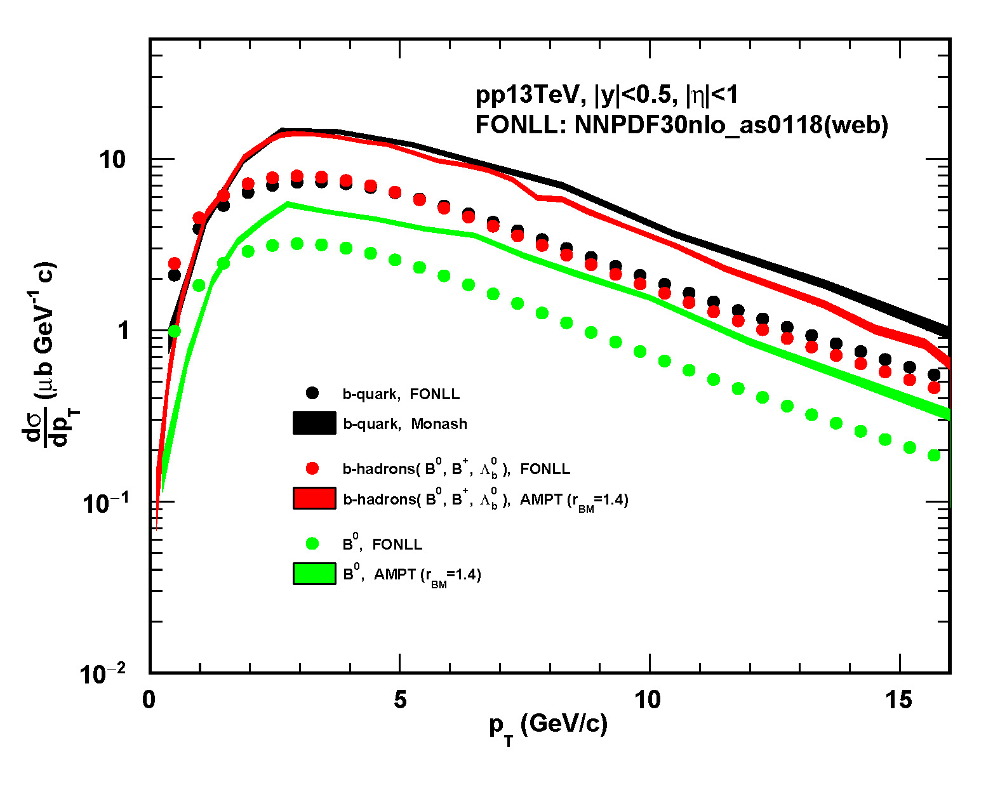 pp13TeV, |y|<0.5, |η|<1
FONLL: NNPDF30nlo_as0118(web)
10
1
10⁻¹
10⁻²
dσ/dp_T (μb GeV⁻¹ c)
b-quark, FONLL
b-quark, Monash
b-hadrons( B⁰, B⁺, Λ_b⁰ ), FONLL
b-hadrons( B⁰, B⁺, Λ_b⁰ ), AMPT (r_BM=1.4)
B⁰, FONLL
B⁰, AMPT (r_BM=1.4)
0 5 10 15
p_T (GeV/c)